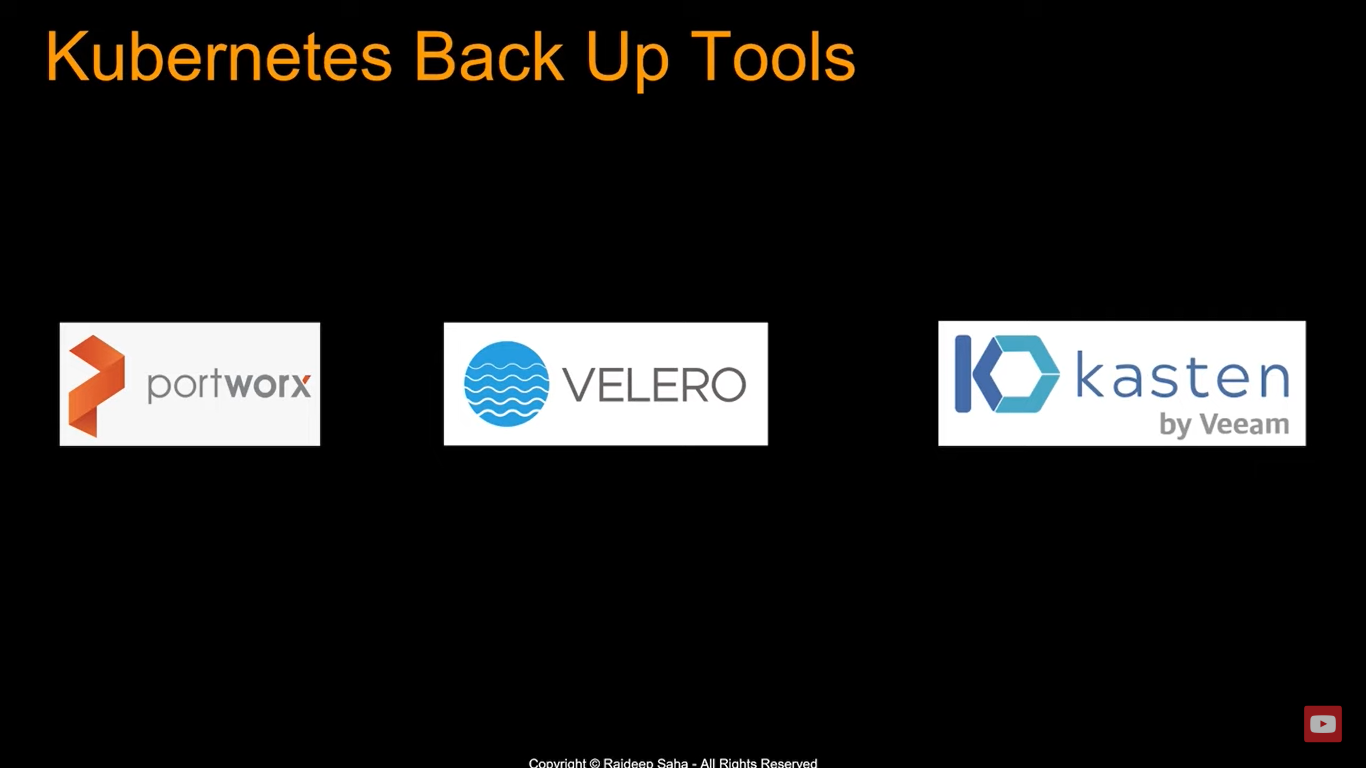 Kubernetes Back Up Tools
portworx
VELERO
kasten
by Veeam
Copyright © Rajdeep Saha - All Rights Reserved